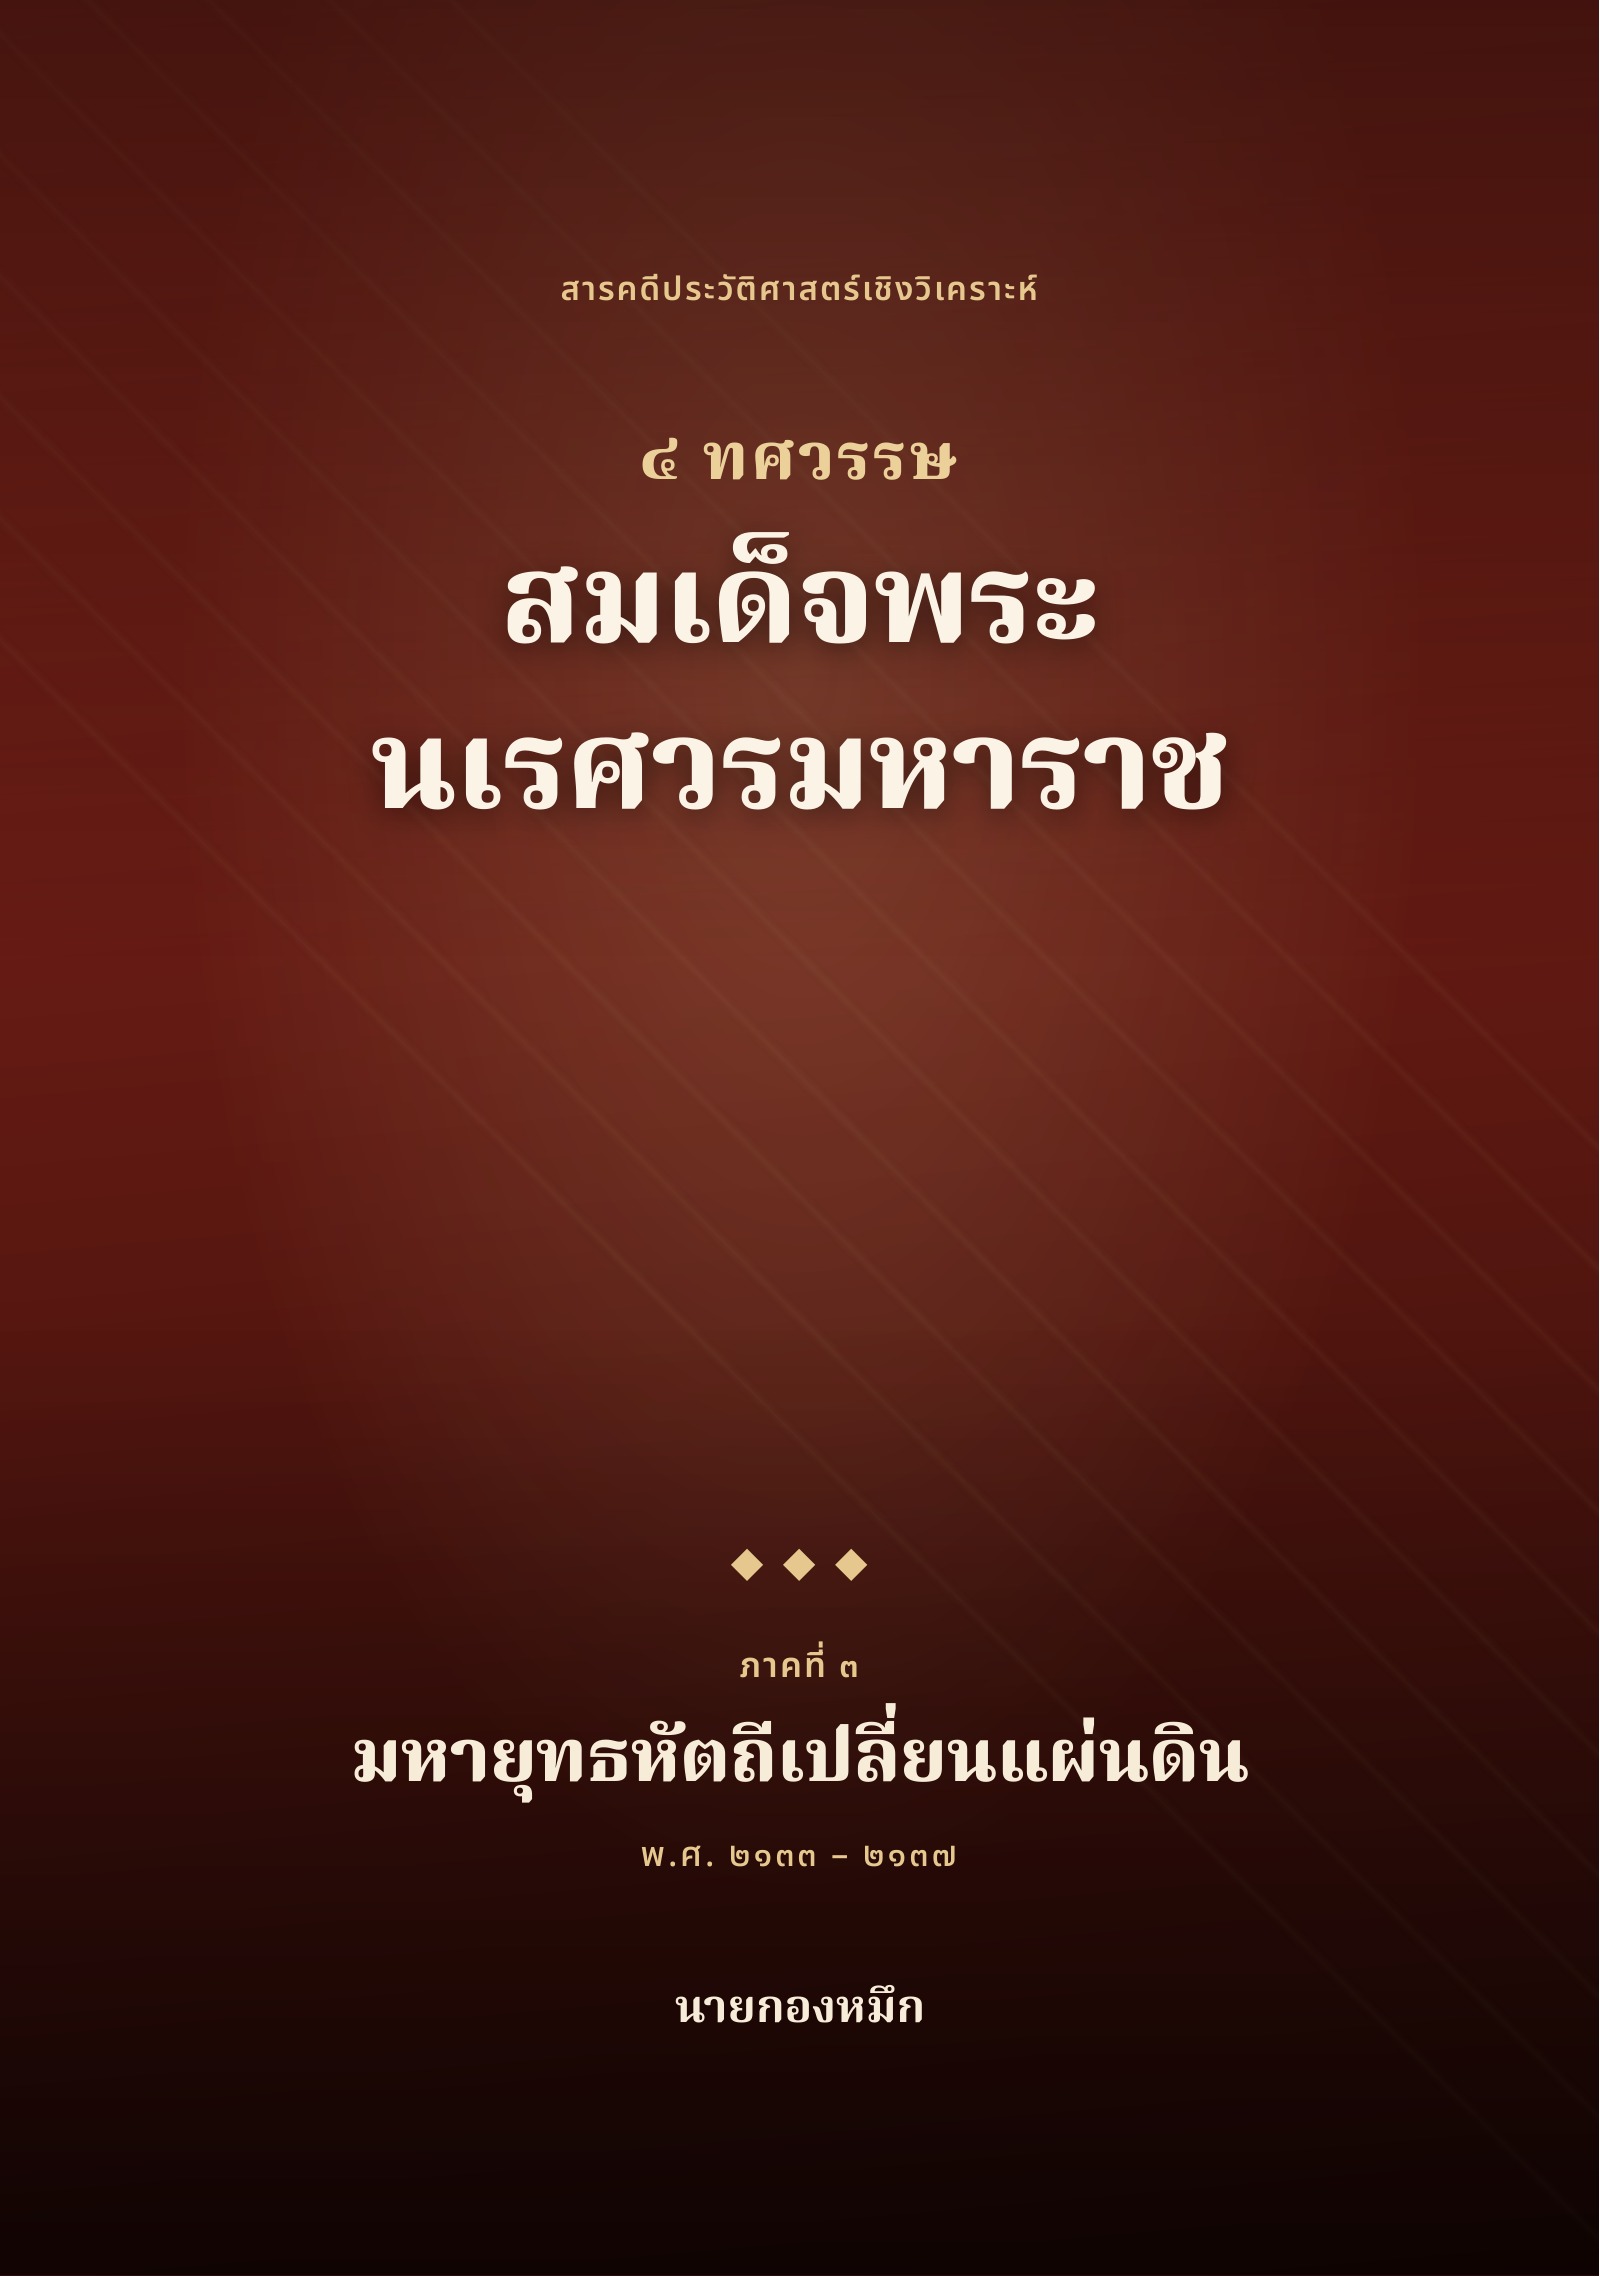 สารคดีประวัติศาสตร์เชิงวิเคราะห์
๔ ทศวรรษ
สมเด็จพระ
นเรศวรมหาราช
◆ ◆ ◆
ภาคที่ ๓
มหายุทธหัตถีเปลี่ยนแผ่นดิน
พ.ศ. ๒๑๓๓ – ๒๑๓๗
นายกองหมึก